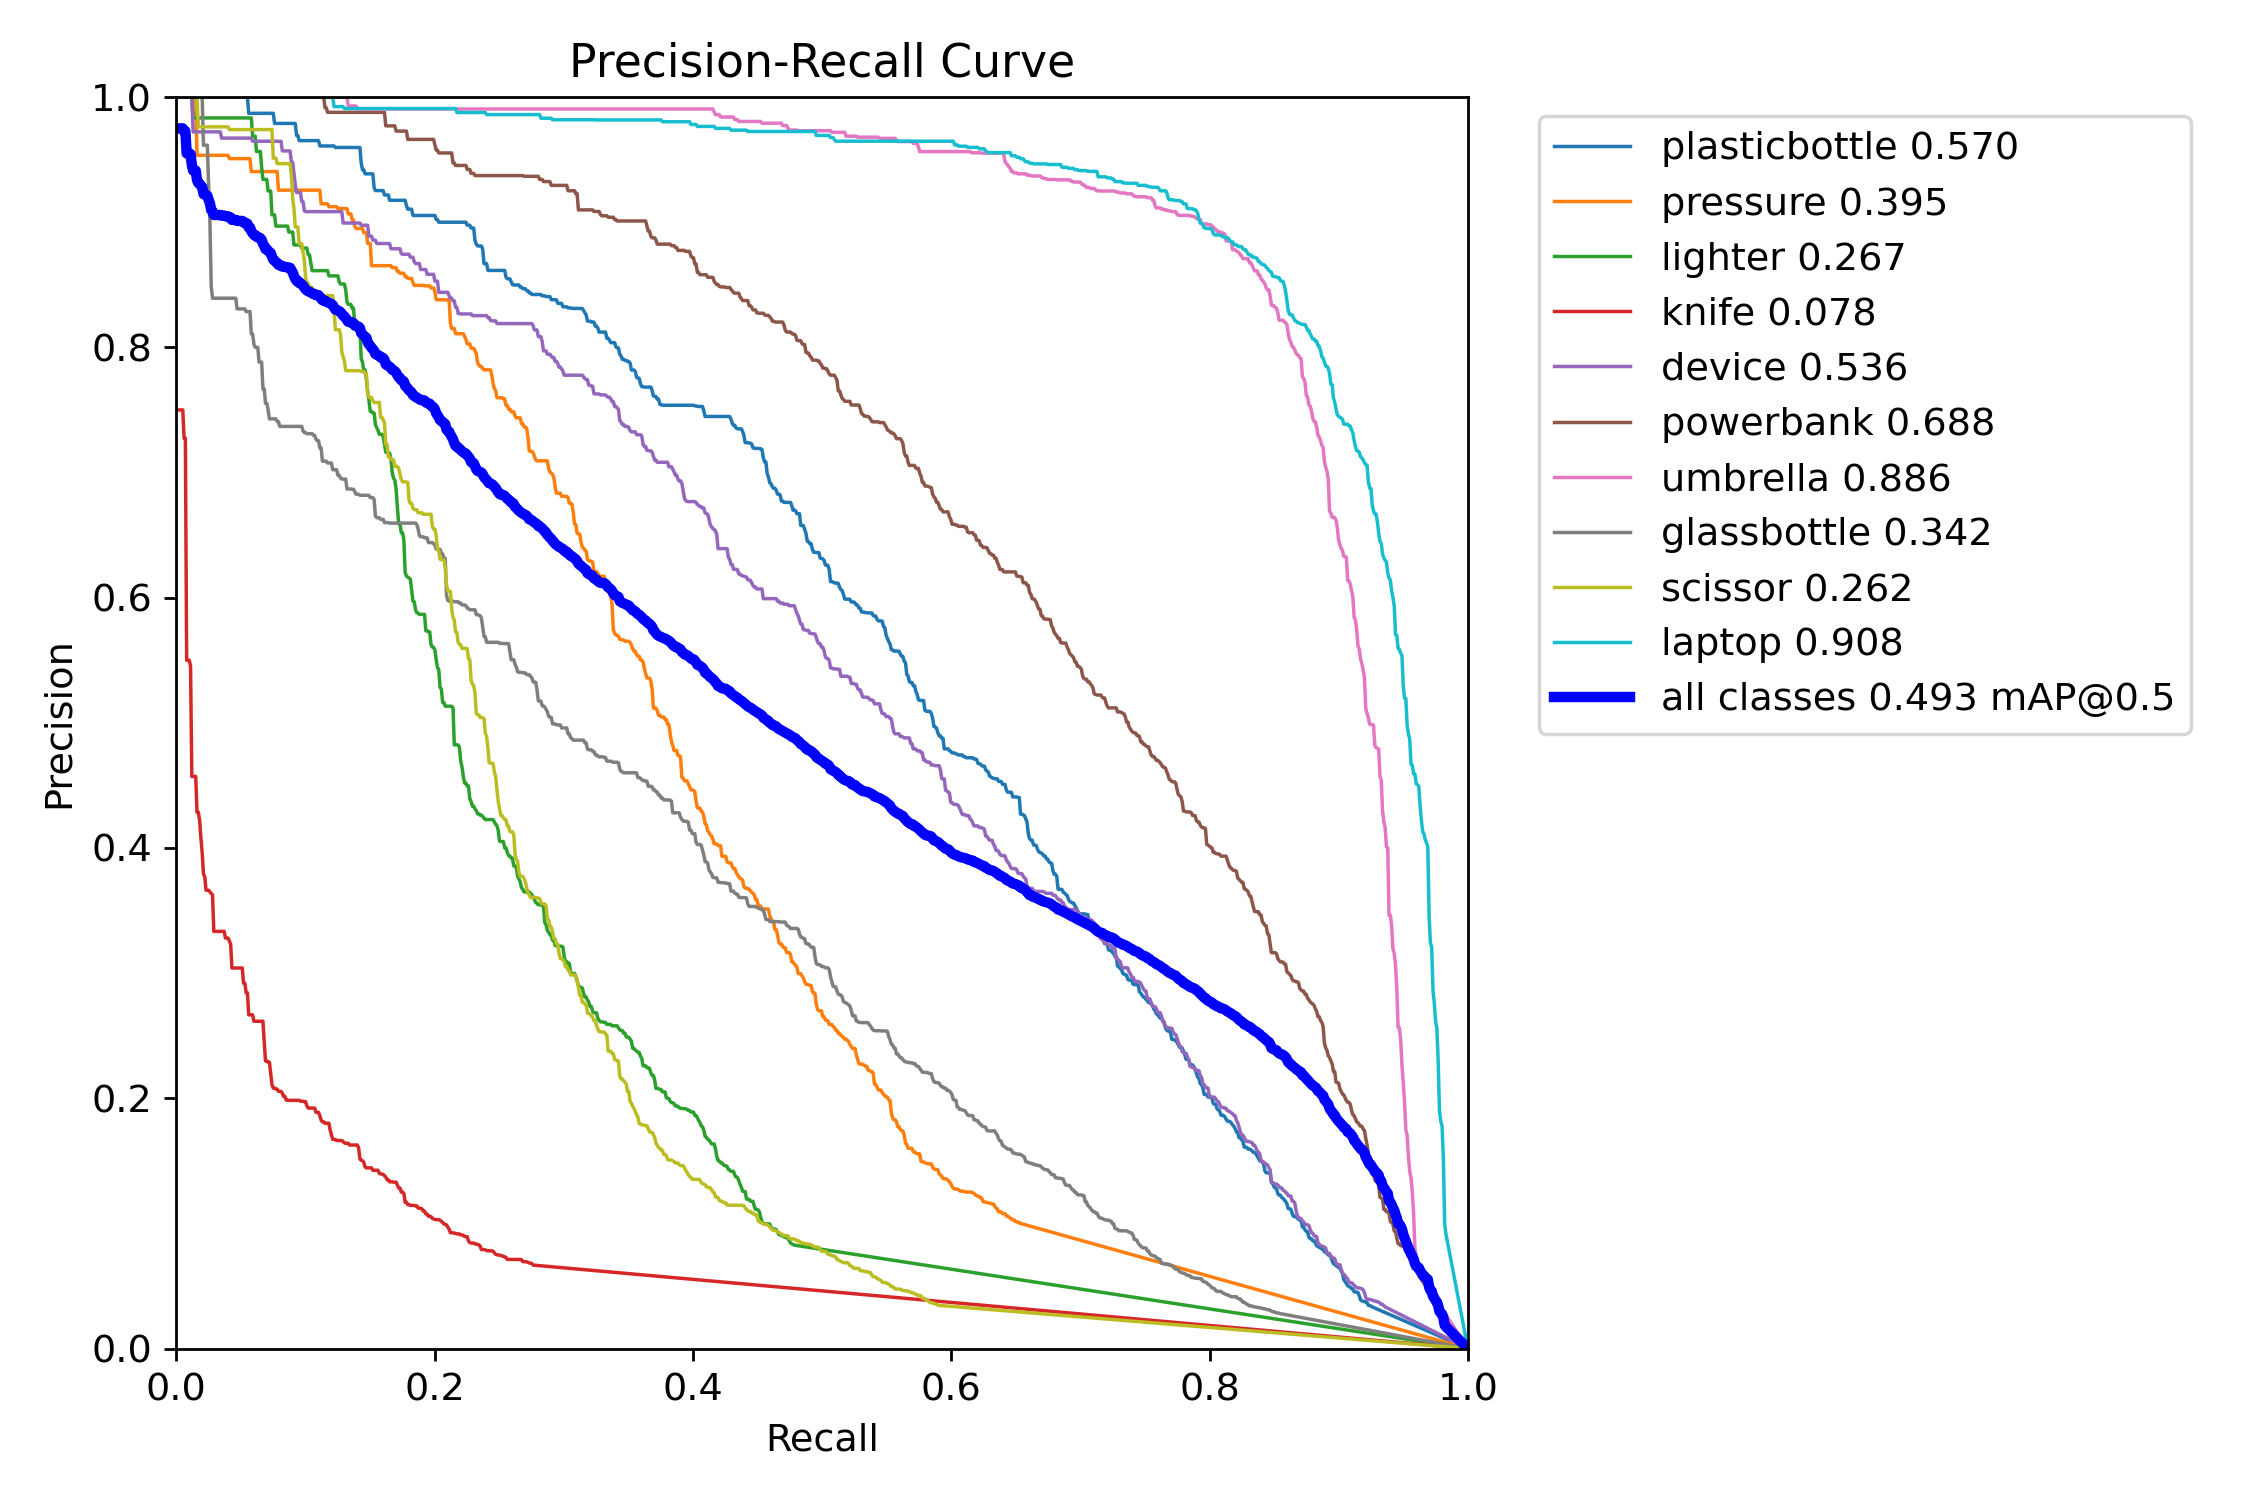 Precision-Recall Curve
1.0
0.8
0.6
0.4
0.2
0.0
Precision
0.0 0.2 0.4 0.6 0.8 1.0
Recall
plasticbottle 0.570
pressure 0.395
lighter 0.267
knife 0.078
device 0.536
powerbank 0.688
umbrella 0.886
glassbottle 0.342
scissor 0.262
laptop 0.908
all classes 0.493 mAP@0.5